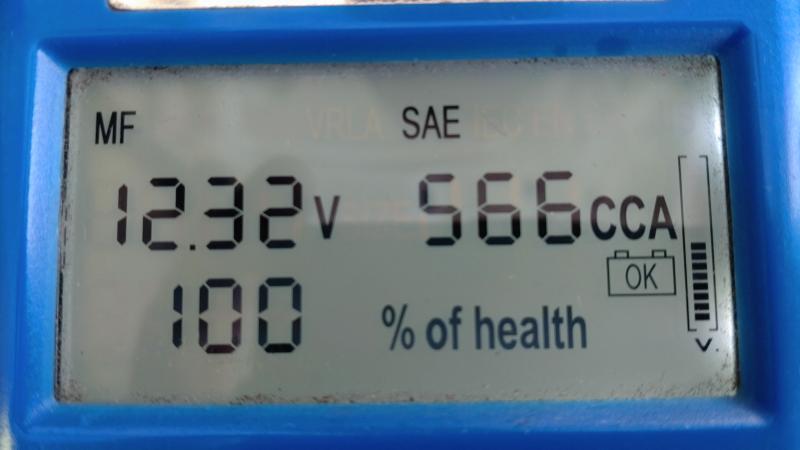 MF SAE
12.32 V 566 CCA
OK
100 % of health
V